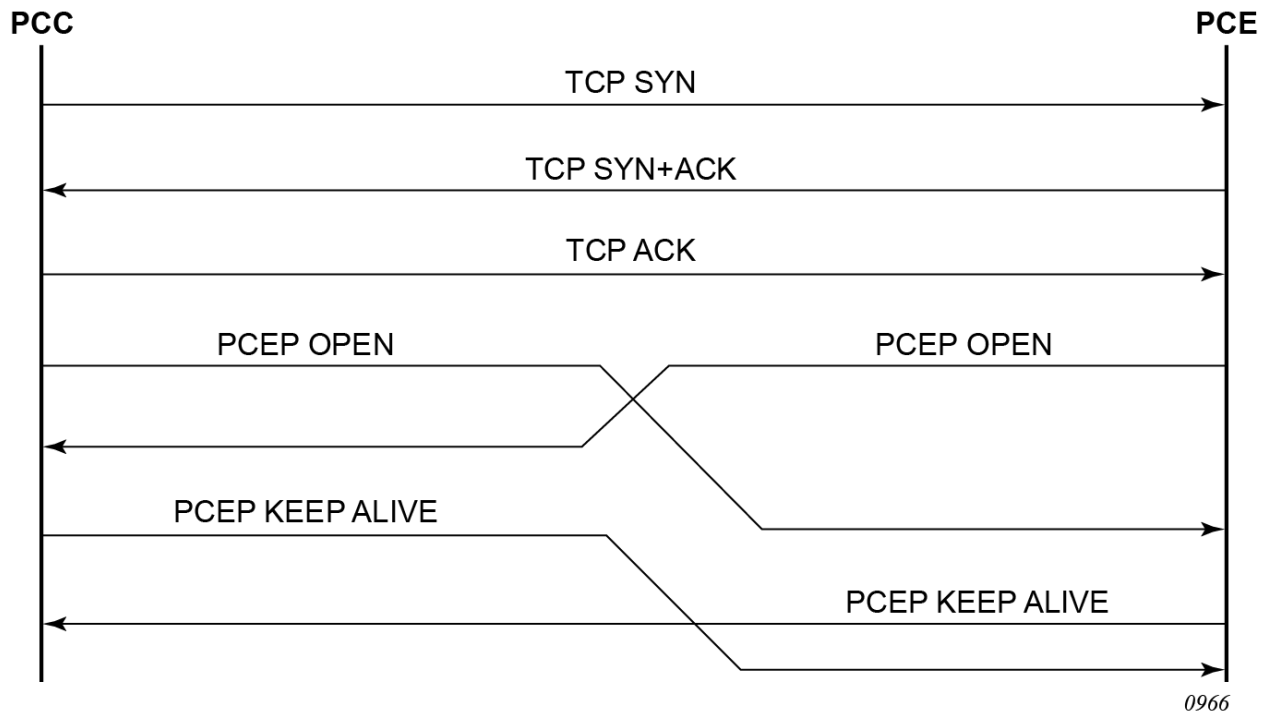 PCC
PCE
TCP SYN
TCP SYN+ACK
TCP ACK
PCEP OPEN
PCEP OPEN
PCEP KEEP ALIVE
PCEP KEEP ALIVE
0966